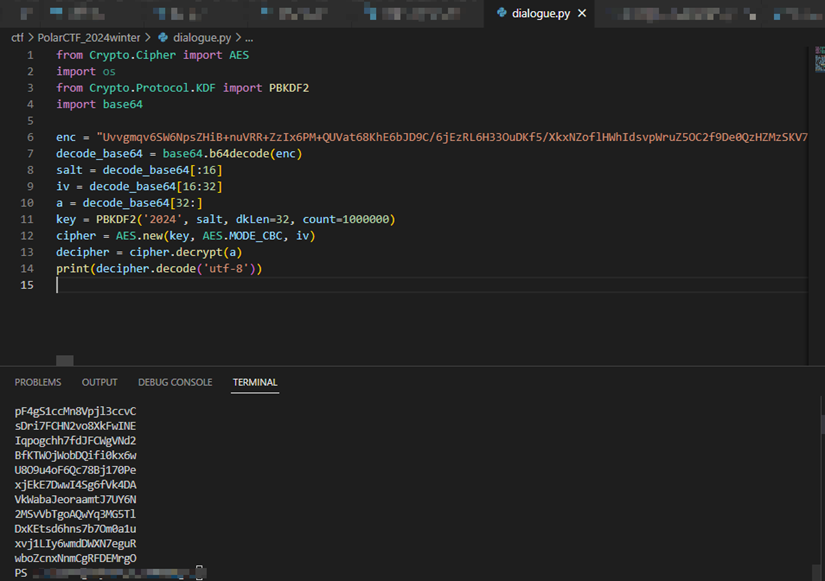 dialogue.py ×
ctf > PolarCTF_2024winter > dialogue.py > ...
1 from Crypto.Cipher import AES
2 import os
3 from Crypto.Protocol.KDF import PBKDF2
4 import base64
5
6 enc = "Uvvgmqv6SW6NpsZHiB+nuVRR+ZzIx6PM+QUVat68KhE6bJD9C/6jEzRL6H33OuDKf5/XkxNZoflHWhIdsvpWruZ5OC2f9De0QzHZMzSKV7
7 decode_base64 = base64.b64decode(enc)
8 salt = decode_base64[:16]
9 iv = decode_base64[16:32]
10 a = decode_base64[32:]
11 key = PBKDF2('2024', salt, dkLen=32, count=1000000)
12 cipher = AES.new(key, AES.MODE_CBC, iv)
13 decipher = cipher.decrypt(a)
14 print(decipher.decode('utf-8'))
15
PROBLEMS OUTPUT DEBUG CONSOLE TERMINAL
pF4gS1ccMn8Vpjl3ccvC
sDri7FCHN2vo8XkFwINE
Iqpogchh7fdJFCWgVNd2
BfKTWOjWobDQifi0kx6w
U8O9u4oF6Qc78Bj170Pe
xjEkE7DwwI4Sg6fVk4DA
VkWabaJeoraamtJ7UY6N
2MSvVbTgoAQwYq3MG5Tl
DxKEtsd6hns7b7Om0a1u
xvj1LIy6wmdDWXN7eguR
wboZcnxNnmCgRFDEMrgO
PS